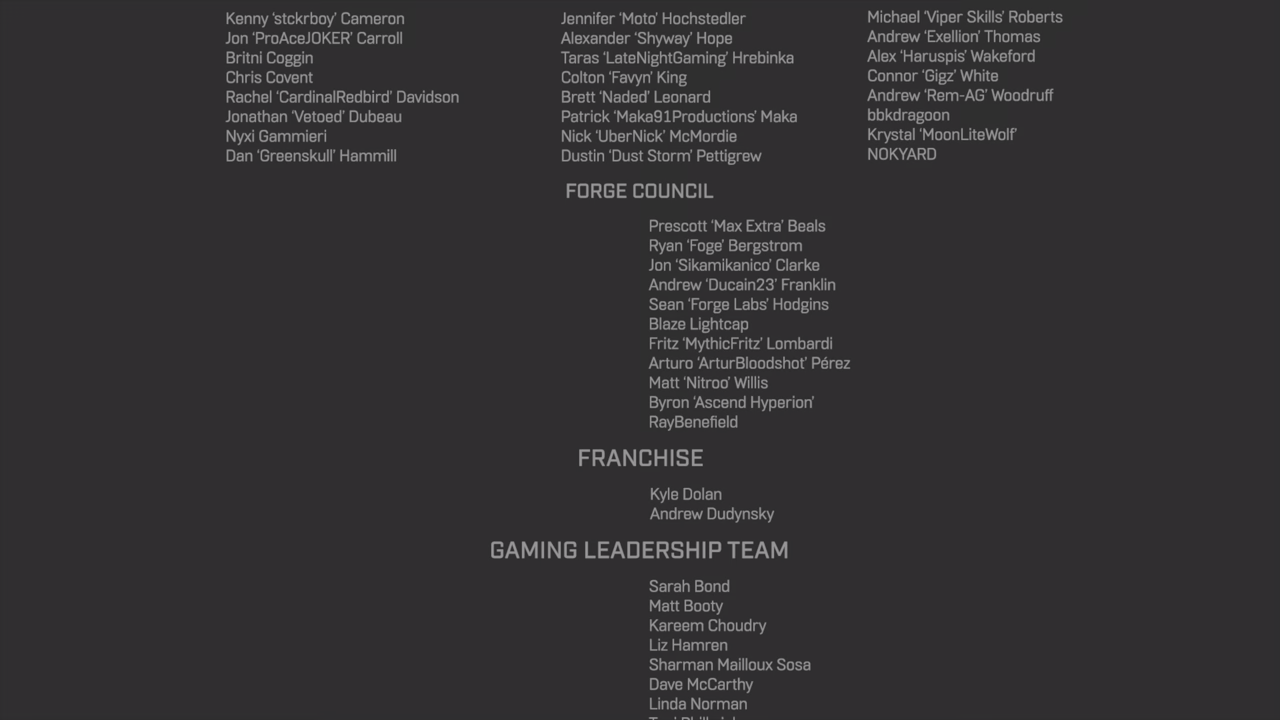 Kenny ‘stckrboy’ Cameron
Jon ‘ProAceJOKER’ Carroll
Britni Coggin
Chris Covent
Rachel ‘CardinalRedbird’ Davidson
Jonathan ‘Vetoed’ Dubeau
Nyxi Gammieri
Dan ‘Greenskull’ Hammill
Jennifer ‘Moto’ Hochstedler
Alexander ‘Shyway’ Hope
Taras ‘LateNightGaming’ Hrebinka
Colton ‘Favyn’ King
Brett ‘Naded’ Leonard
Patrick ‘Maka91Productions’ Maka
Nick ‘UberNick’ McMordie
Dustin ‘Dust Storm’ Pettigrew
Michael ‘Viper Skills’ Roberts
Andrew ‘Exellion’ Thomas
Alex ‘Haruspis’ Wakeford
Connor ‘Gigz’ White
Andrew ‘Rem-AG’ Woodruff
bbkdragoon
Krystal ‘MoonLiteWolf’
NOKYARD
FORGE COUNCIL
Prescott ‘Max Extra’ Beals
Ryan ‘Foge’ Bergstrom
Jon ‘Sikamikanico’ Clarke
Andrew ‘Ducain23’ Franklin
Sean ‘Forge Labs’ Hodgins
Blaze Lightcap
Fritz ‘MythicFritz’ Lombardi
Arturo ‘ArturBloodshot’ Pérez
Matt ‘Nitroo’ Willis
Byron ‘Ascend Hyperion’
RayBenefield
FRANCHISE
Kyle Dolan
Andrew Dudynsky
GAMING LEADERSHIP TEAM
Sarah Bond
Matt Booty
Kareem Choudry
Liz Hamren
Sharman Mailloux Sosa
Dave McCarthy
Linda Norman